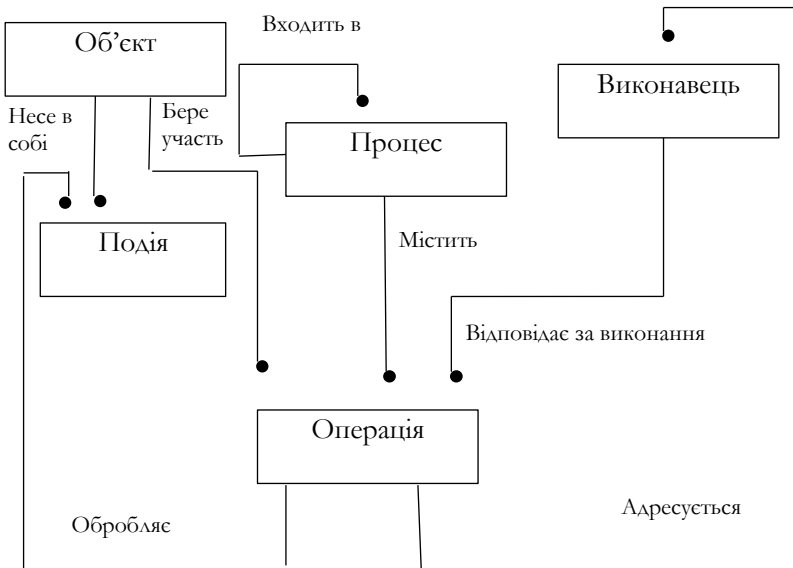 Входить в
Об’єкт
Виконавець
Несе в
собі
Бере
участь
Процес
Подія
Містить
Відповідає за виконання
Операція
Обробляє
Адресується